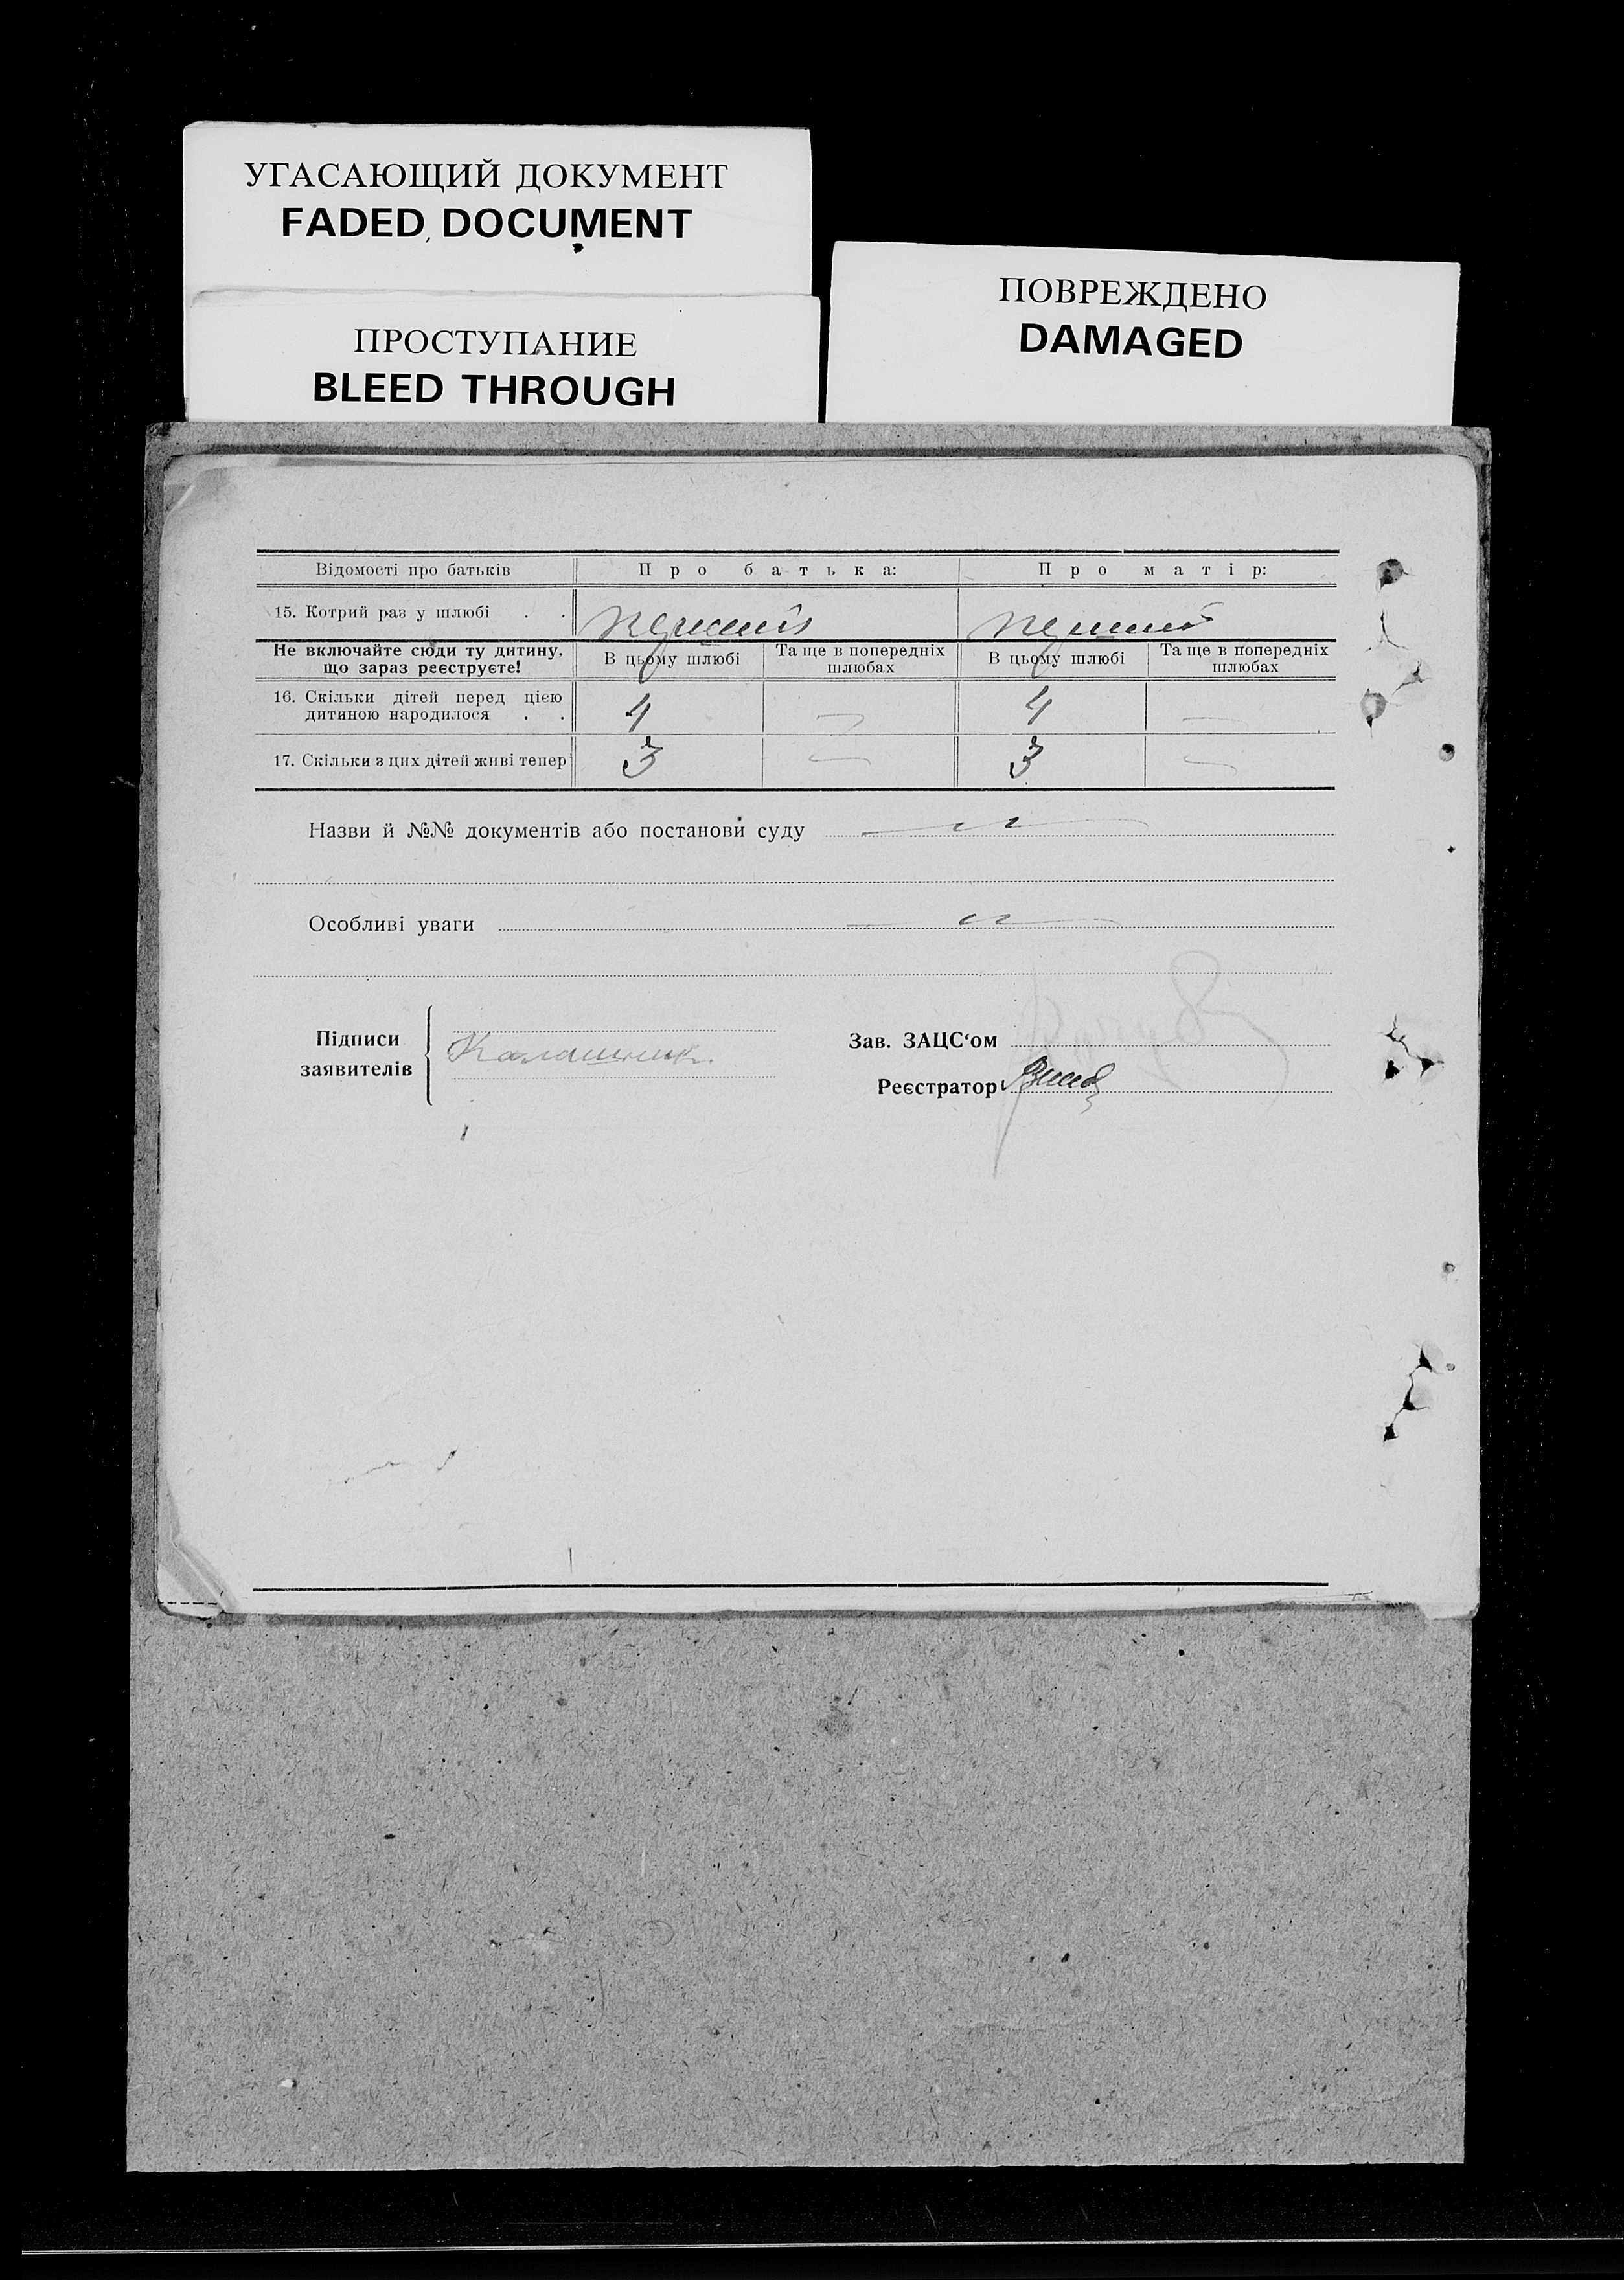 УГАСАЮЩИЙ ДОКУМЕНТ
FADED DOCUMENT
ПРОСТУПАНИЕ
BLEED THROUGH
ПОВРЕЖДЕНО
DAMAGED
Відомості про батьків Про батька: Про матір:
15. Котрий раз у шлюбі . . перший перший
Не включайте сюди ту дитину, що зараз реєструєте! В цьому шлюбі Та ще в попередніх шлюбах В цьому шлюбі Та ще в попередніх шлюбах
16. Скільки дітей перед цією дитиною народилося . . 4 — 4 —
17. Скільки з цих дітей живі тепер 3 — 3 —
Назви й №№ документів або постанови суду
Особливі уваги
Підписи заявителів
Калашник
Зав. ЗАЦС‘ом
Реєстратор